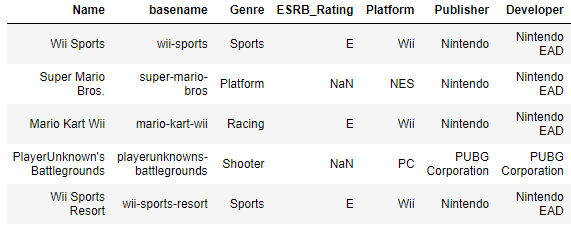 Name basename Genre ESRB_Rating Platform Publisher Developer
Wii Sports wii-sports Sports E Wii Nintendo Nintendo EAD
Super Mario Bros. super-mario-bros Platform NaN NES Nintendo Nintendo EAD
Mario Kart Wii mario-kart-wii Racing E Wii Nintendo Nintendo EAD
PlayerUnknown's Battlegrounds playerunknowns-battlegrounds Shooter NaN PC PUBG Corporation PUBG Corporation
Wii Sports Resort wii-sports-resort Sports E Wii Nintendo Nintendo EAD